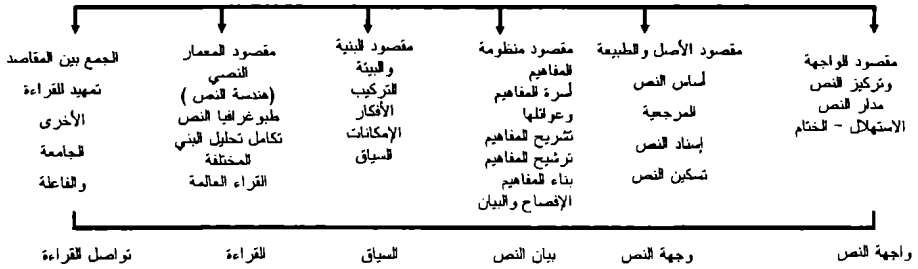 مقصود الواجهة
وتركيز النص
مدار النص
الاستهلال - الختام
مقصود الأصل والطبيعة
أساس النص
المرجعية
إسناد النص
تسكين النص
مقصود منظومة
المفاهيم
أسرة المفاهيم
وعوائلها
تشريح المفاهيم
ترشيح المفاهيم
بناء المفاهيم
الإفصاح والبيان
مقصود البنية
والبيئة
التركيب
الأفكار
الإمكانات
السياق
مقصود المعمار
النصي
(هندسة النص )
طبوغرافيا النص
تكامل تحليل البني
المختلفة
القراء العالمة
الجمع بين المقاصد
تمهيد للقراءة
الأخرى
الجامعة
والفاعلة
واجهة النص
وجهة النص
بيان النص
السياق
القراءة
تواصل القراءة